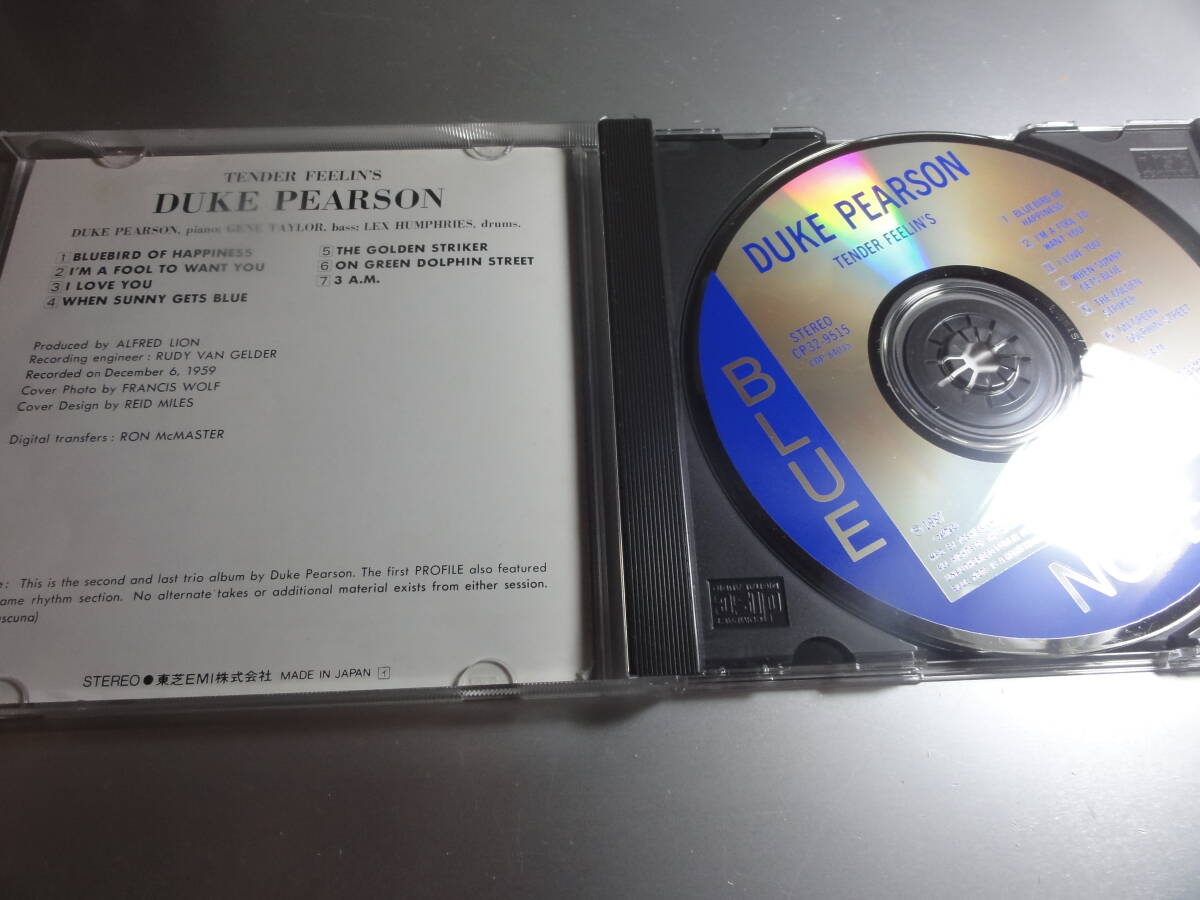 TENDER FEELIN'S
DUKE PEARSON
DUKE PEARSON, piano; GENE TAYLOR, bass; LEX HUMPHRIES, drums.
1 BLUEBIRD OF HAPPINESS
2 I'M A FOOL TO WANT YOU
3 I LOVE YOU
4 WHEN SUNNY GETS BLUE
5 THE GOLDEN STRIKER
6 ON GREEN DOLPHIN STREET
7 3 A.M.
Produced by ALFRED LION
Recording engineer : RUDY VAN GELDER
Recorded on December 6, 1959
Cover Photo by FRANCIS WOLF
Cover Design by REID MILES
Digital transfers : RON McMASTER
e : This is the second and last trio album by Duke Pearson. The first PROFILE also featured
ame rhythm section. No alternate takes or additional material exists from either session.
scuna)
STEREO ● 東芝EMI株式会社 MADE IN JAPAN イ
DUKE PEARSON
TENDER FEELIN'S
1 BLUEBIRD OF
HAPPINESS
2 I'M A FOOL TO
WANT YOU
3 I LOVE YOU
4 WHEN SUNNY
GETS BLUE
5 THE GOLDEN
STRIKER
6 ON GREEN
DOLPHIN STREET
STEREO
CP32-9515
BLUE
NO
COMPACT
disc
DIGITAL AUDIO